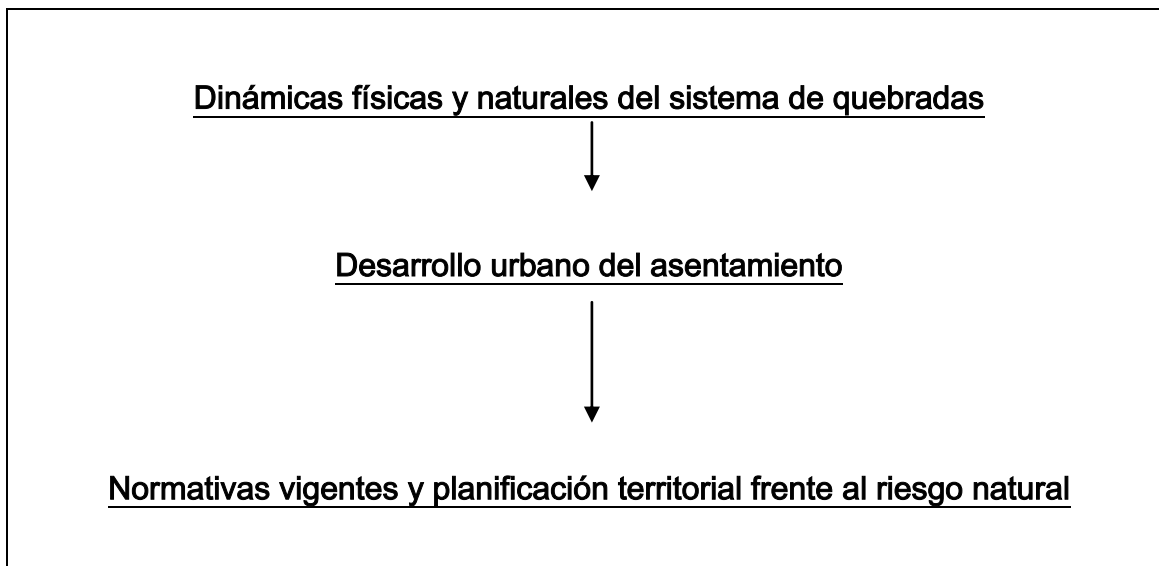 Dinámicas físicas y naturales del sistema de quebradas
Desarrollo urbano del asentamiento
Normativas vigentes y planificación territorial frente al riesgo natural